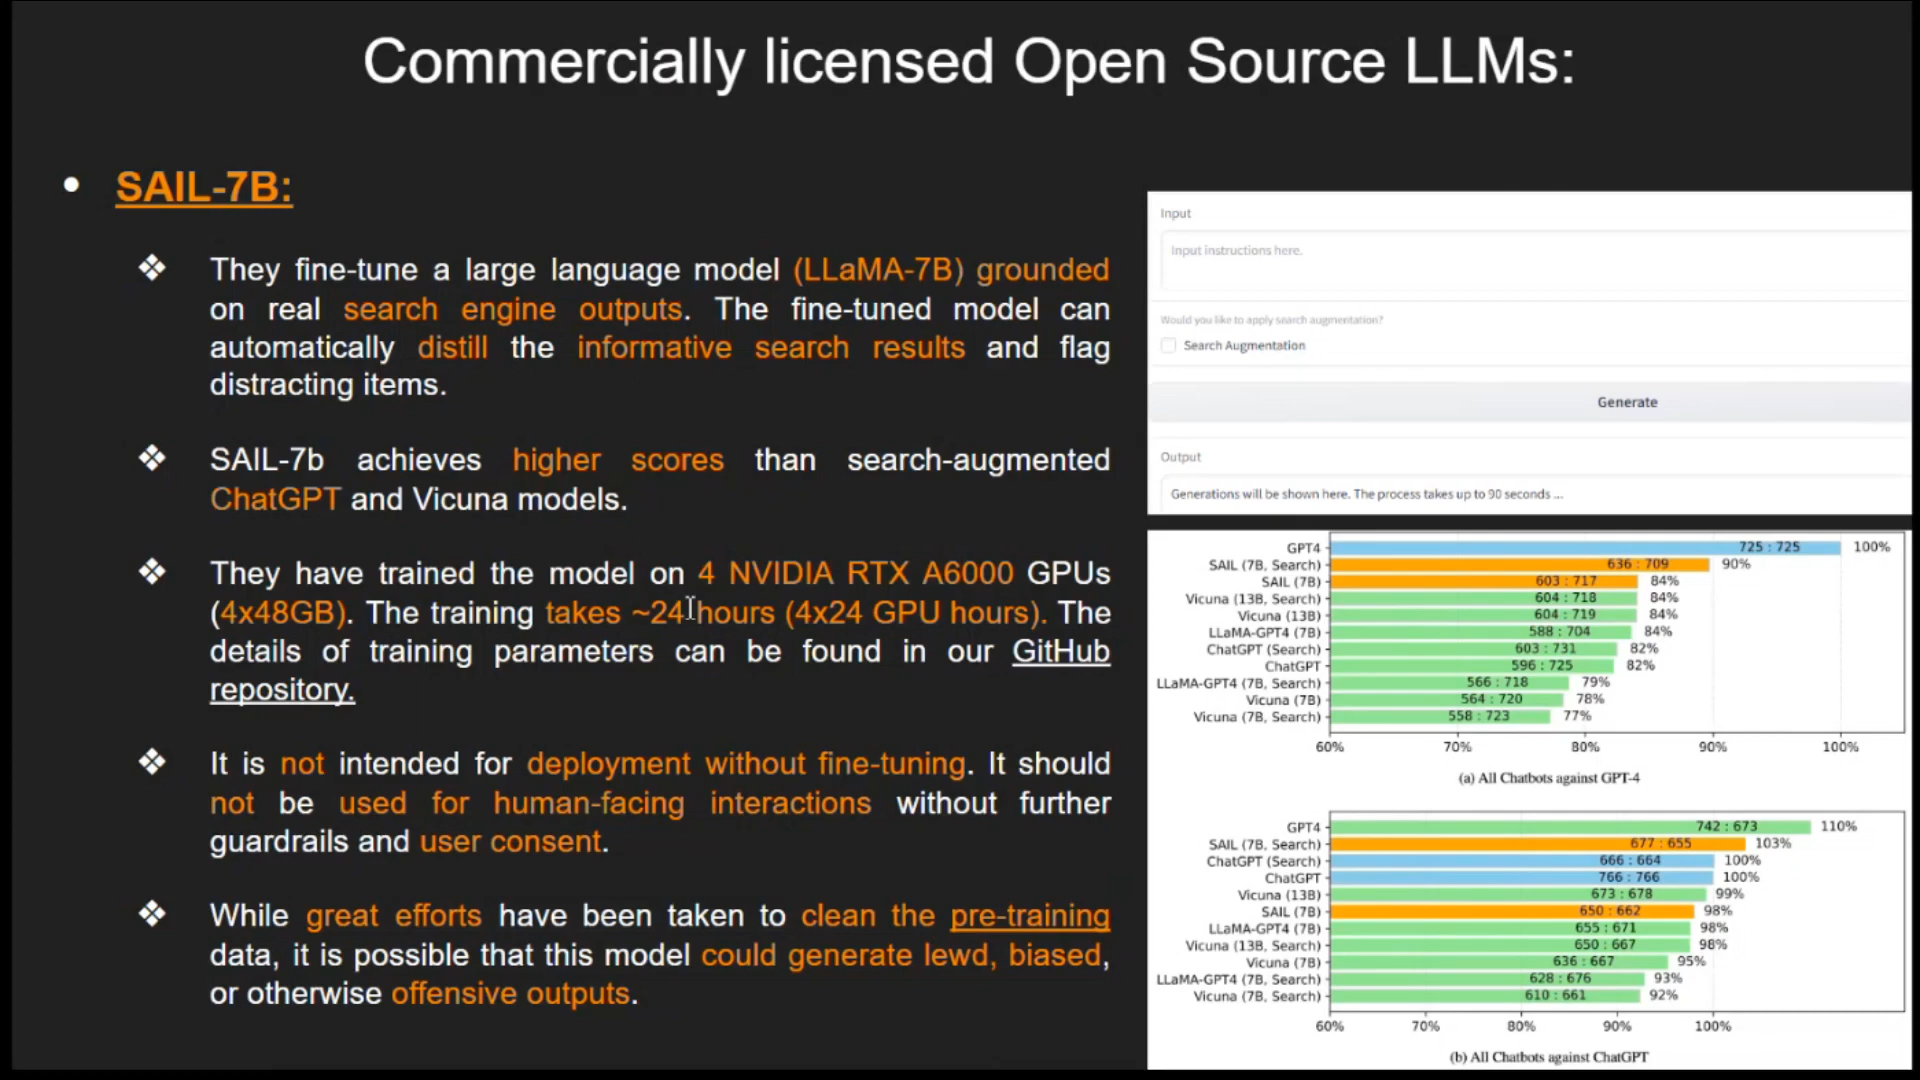 Commercially licensed Open Source LLMs:
• SAIL-7B:
❖ They fine-tune a large language model (LLaMA-7B) grounded
on real search engine outputs. The fine-tuned model can
automatically distill the informative search results and flag
distracting items.
❖ SAIL-7b achieves higher scores than search-augmented
ChatGPT and Vicuna models.
❖ They have trained the model on 4 NVIDIA RTX A6000 GPUs
(4x48GB). The training takes ~24 hours (4x24 GPU hours). The
details of training parameters can be found in our GitHub
repository.
❖ It is not intended for deployment without fine-tuning. It should
not be used for human-facing interactions without further
guardrails and user consent.
❖ While great efforts have been taken to clean the pre-training
data, it is possible that this model could generate lewd, biased,
or otherwise offensive outputs.
Input
Input instructions here.
Would you like to apply search augmentation?
Search Augmentation
Generate
Output
Generations will be shown here. The process takes up to 90 seconds ...
GPT4 725 : 725 100%
SAIL (7B, Search) 636 : 709 90%
SAIL (7B) 603 : 717 84%
Vicuna (13B, Search) 604 : 718 84%
Vicuna (13B) 604 : 719 84%
LLaMA-GPT4 (7B) 588 : 704 84%
ChatGPT (Search) 603 : 731 82%
ChatGPT 596 : 725 82%
LLaMA-GPT4 (7B, Search) 566 : 718 79%
Vicuna (7B) 564 : 720 78%
Vicuna (7B, Search) 558 : 723 77%
60% 70% 80% 90% 100%
(a) All Chatbots against GPT-4
GPT4 742 : 673 110%
SAIL (7B, Search) 677 : 655 103%
ChatGPT (Search) 666 : 664 100%
ChatGPT 766 : 766 100%
Vicuna (13B) 673 : 678 99%
SAIL (7B) 650 : 662 98%
LLaMA-GPT4 (7B) 655 : 671 98%
Vicuna (13B, Search) 650 : 667 98%
Vicuna (7B) 636 : 667 95%
LLaMA-GPT4 (7B, Search) 628 : 676 93%
Vicuna (7B, Search) 610 : 661 92%
60% 70% 80% 90% 100%
(b) All Chatbots against ChatGPT